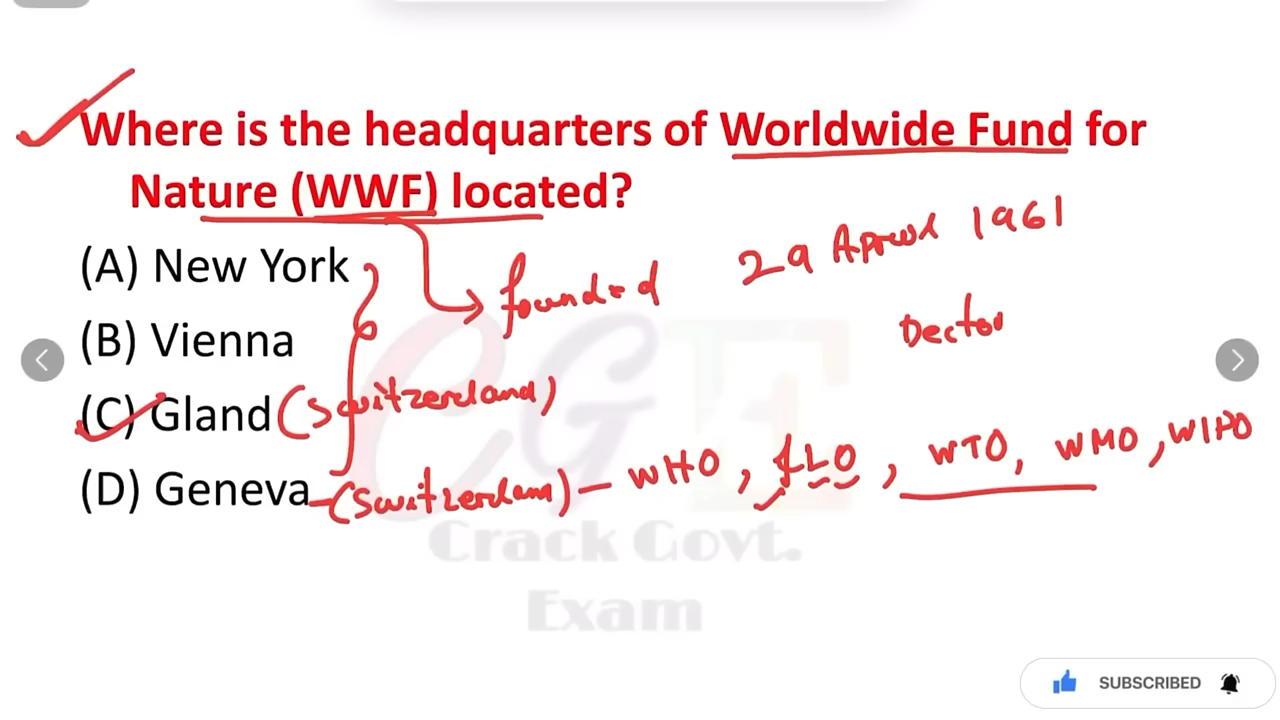 Where is the headquarters of Worldwide Fund for
Nature (WWF) located?
29 April 1961
(A) New York
founded
(B) Vienna
(C) Gland (Switzerland)
(D) Geneva - (Switzerland) - WHO, ILO, WTO, WMO, WIPO
CGE
Crack Govt.
Exam
SUBSCRIBED